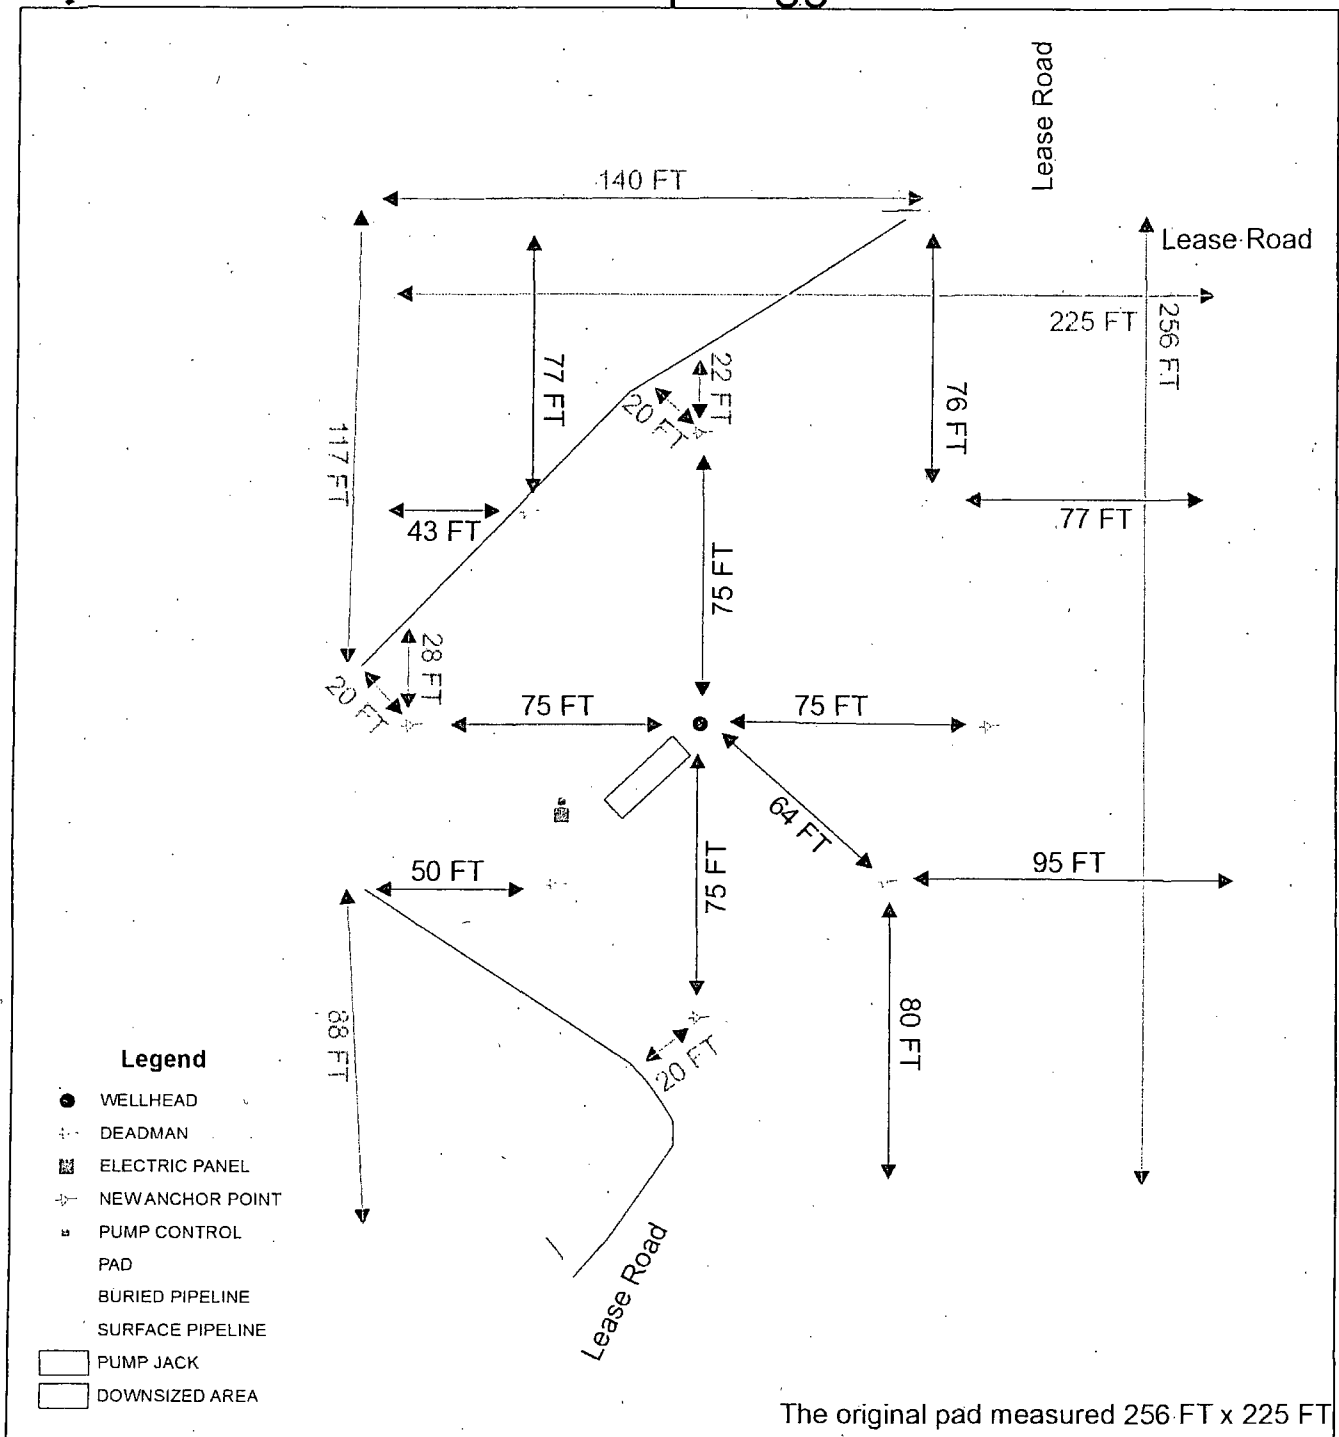 Lease Road
140 FT
Lease Road
225 FT
256 FT
77 FT
22 FT
20 FT
76 FT
117 FT
43 FT
77 FT
75 FT
28 FT
20 FT
75 FT
75 FT
64 FT
50 FT
75 FT
95 FT
88 FT
80 FT
20 FT
Legend
WELLHEAD
DEADMAN
ELECTRIC PANEL
NEW ANCHOR POINT
PUMP CONTROL
PAD
BURIED PIPELINE
SURFACE PIPELINE
PUMP JACK
DOWNSIZED AREA
Lease Road
The original pad measured 256 FT x 225 FT